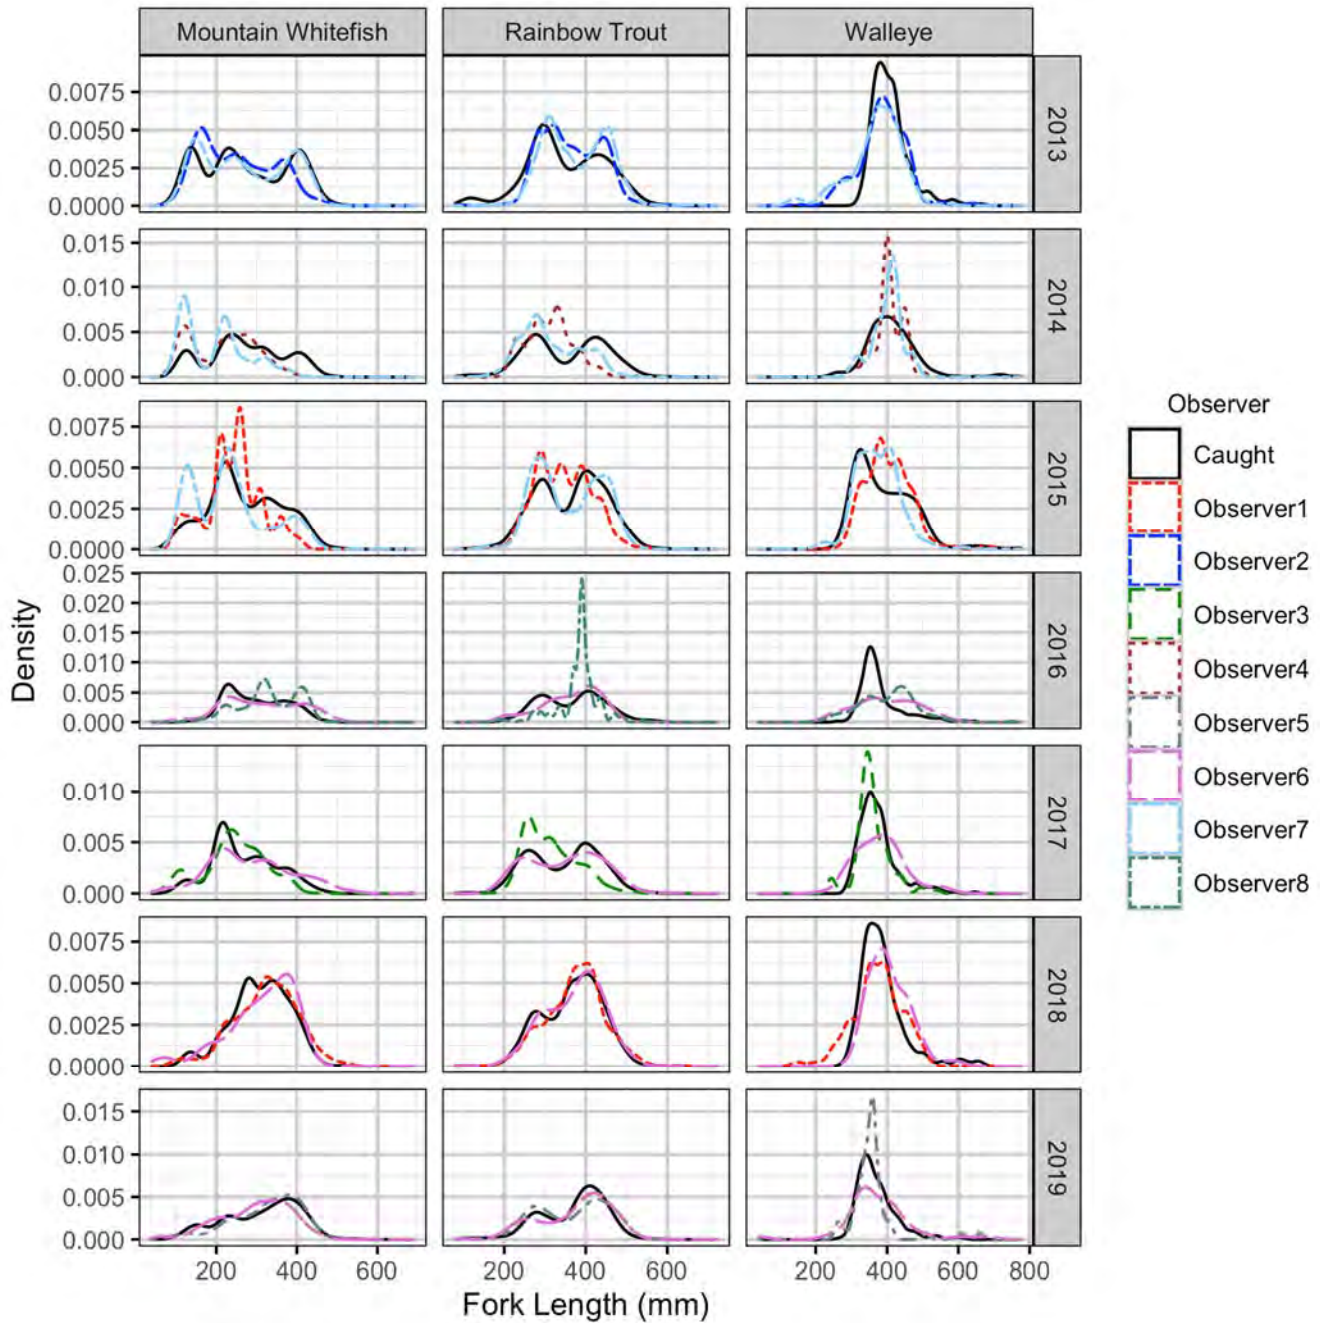 Mountain Whitefish
Rainbow Trout
Walleye
0.0075
0.0050
0.0025
0.0000
2013
0.015
0.010
0.005
0.000
2014
0.0075
0.0050
0.0025
0.0000
2015
0.025
0.020
0.015
0.010
0.005
0.000
2016
0.010
0.005
0.000
2017
0.0075
0.0050
0.0025
0.0000
2018
0.015
0.010
0.005
0.000
2019
Density
200 400 600
200 400 600
200 400 600 800
Fork Length (mm)
Observer
Caught
Observer1
Observer2
Observer3
Observer4
Observer5
Observer6
Observer7
Observer8